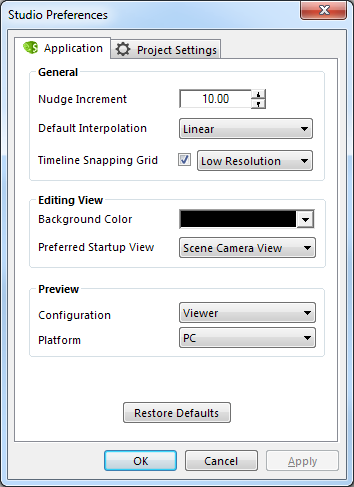 Studio Preferences
Application Project Settings
General
Nudge Increment 10.00
Default Interpolation Linear
Timeline Snapping Grid Low Resolution
Editing View
Background Color
Preferred Startup View Scene Camera View
Preview
Configuration Viewer
Platform PC
Restore Defaults
OK Cancel Apply